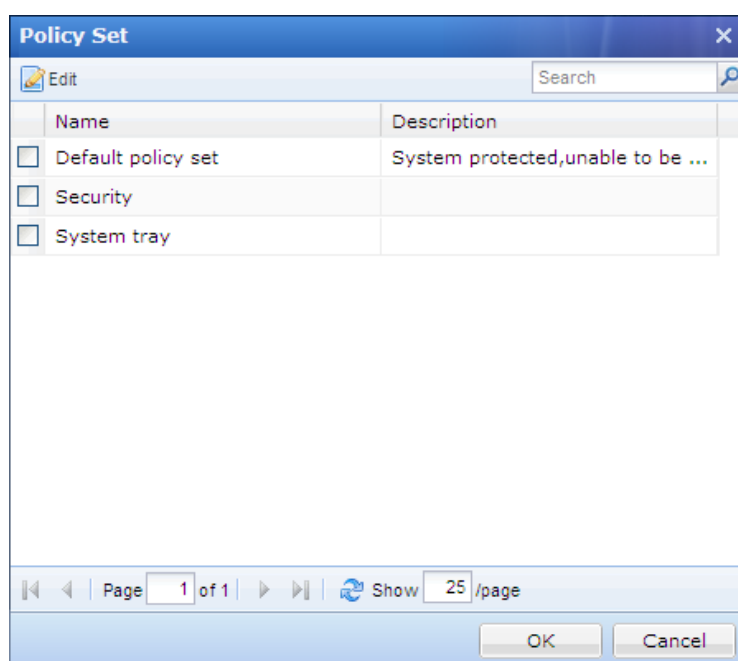 Policy Set
Edit Search
Name Description
Default policy set System protected,unable to be ...
Security
System tray
Page 1 of 1 Show 25 /page
OK Cancel